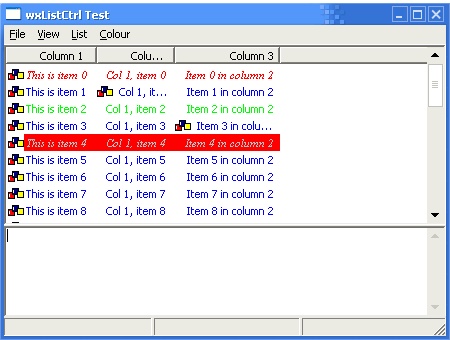 wxListCtrl Test
File View List Colour
Column 1 Colu... Column 3
This is item 0 Col 1, item 0 Item 0 in column 2
This is item 1 Col 1, it... Item 1 in column 2
This is item 2 Col 1, item 2 Item 2 in column 2
This is item 3 Col 1, item 3 Item 3 in colu...
This is item 4 Col 1, item 4 Item 4 in column 2
This is item 5 Col 1, item 5 Item 5 in column 2
This is item 6 Col 1, item 6 Item 6 in column 2
This is item 7 Col 1, item 7 Item 7 in column 2
This is item 8 Col 1, item 8 Item 8 in column 2